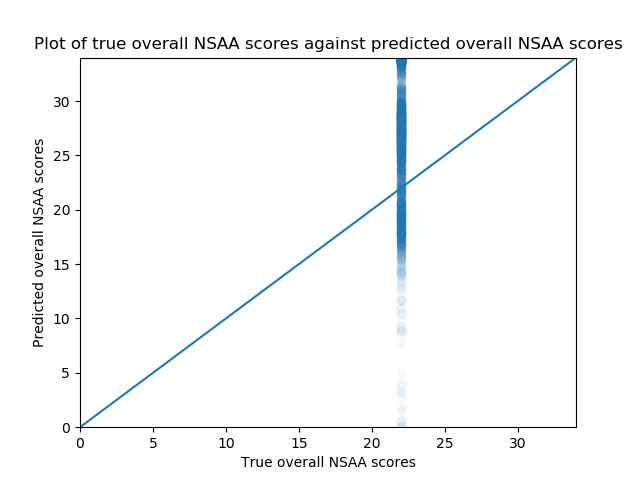 Plot of true overall NSAA scores against predicted overall NSAA scores
Predicted overall NSAA scores
30
25
20
15
10
5
0
0 5 10 15 20 25 30
True overall NSAA scores